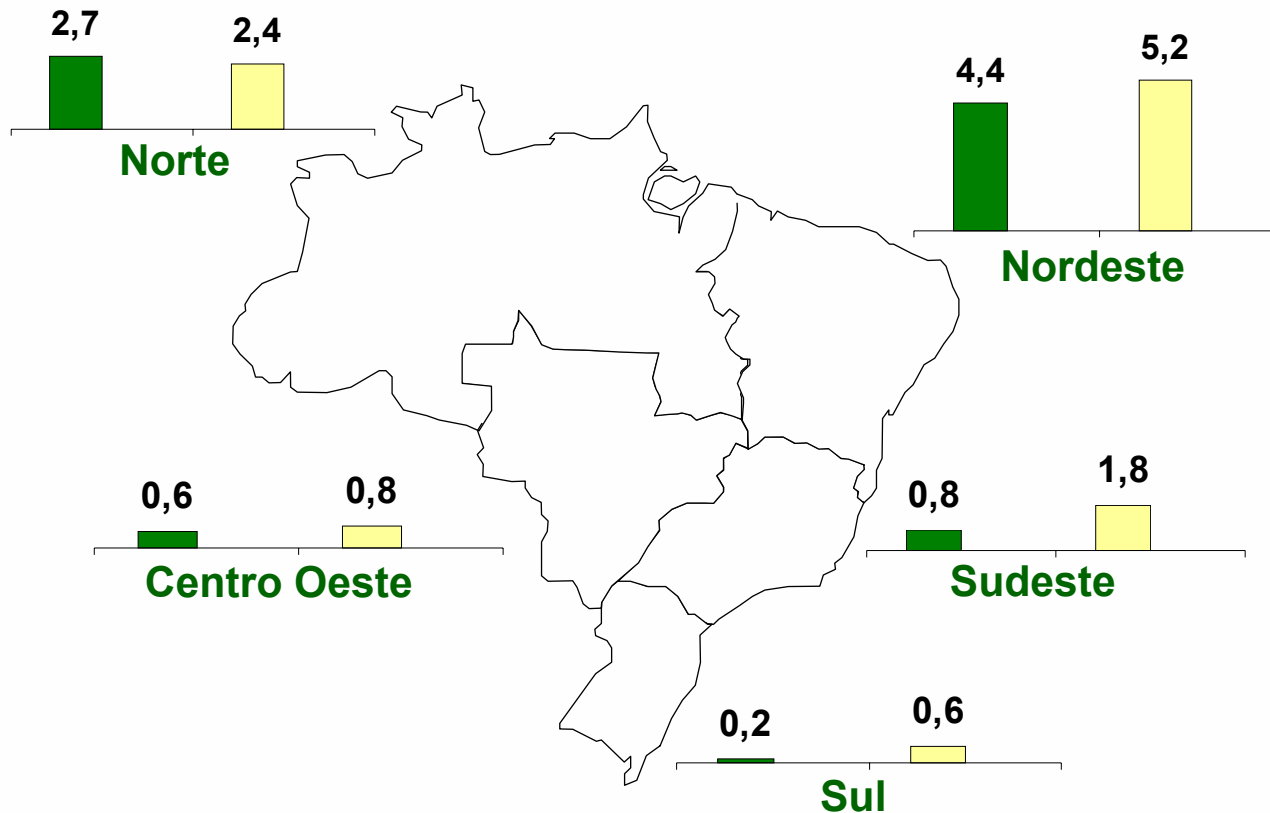 2,7 2,4
Norte
4,4 5,2
Nordeste
0,6 0,8
Centro Oeste
0,8 1,8
Sudeste
0,2 0,6
Sul